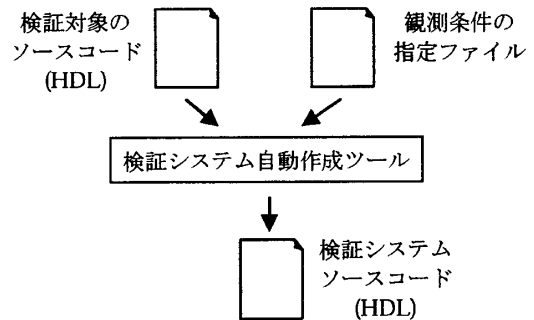 検証対象の
ソースコード
(HDL)
観測条件の
指定ファイル
検証システム自動作成ツール
検証システム
ソースコード
(HDL)